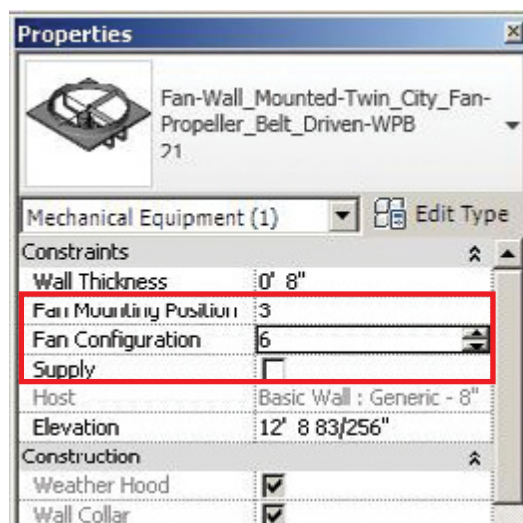 Properties
Fan-Wall_Mounted-Twin_City_Fan-
Propeller_Belt_Driven-WPB
21
Mechanical Equipment (1)
Edit Type
Constraints
Wall Thickness 0' 8"
Fan Mounting Position 3
Fan Configuration 6
Supply
Host Basic Wall : Generic - 8"
Elevation 12' 8 83/256"
Construction
Weather Hood
Wall Collar